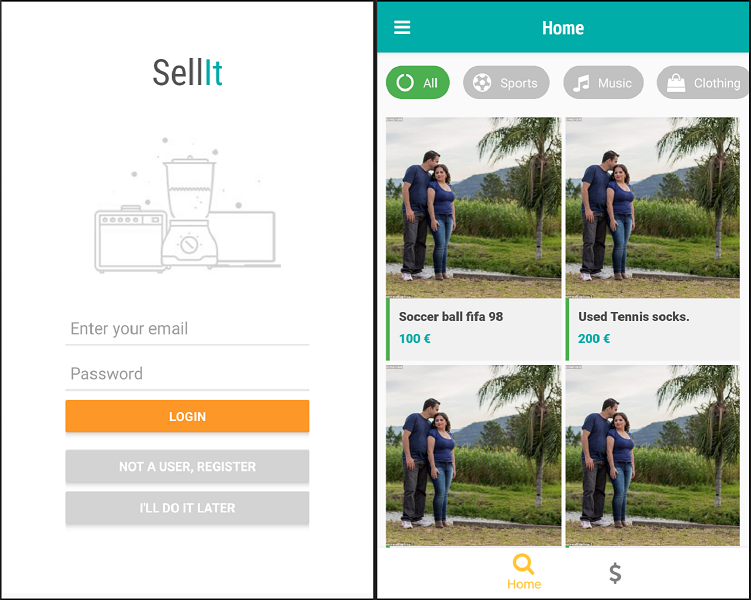 SellIt
Enter your email
Password
LOGIN
NOT A USER, REGISTER
I'LL DO IT LATER
Home
All
Sports
Music
Clothing
Soccer ball fifa 98
100 €
Used Tennis socks.
200 €
Home
$